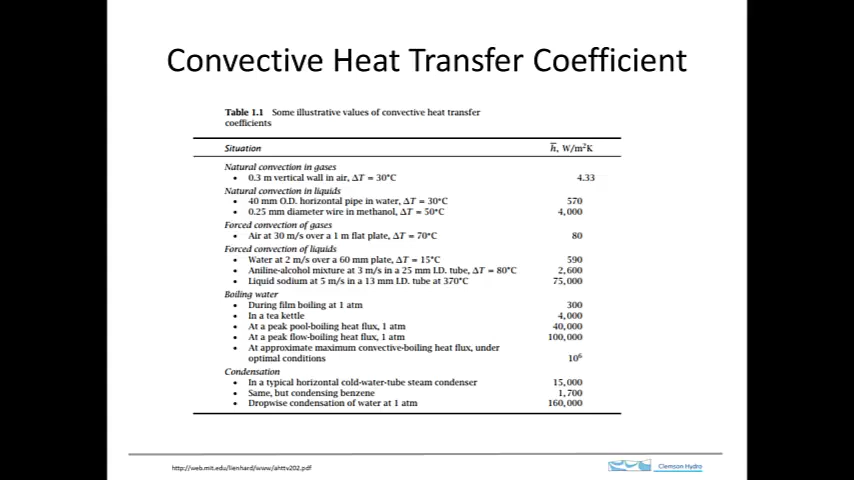 Convective Heat Transfer Coefficient
Table 1.1 Some illustrative values of convective heat transfer
coefficients
Situation h̅, W/m²K
Natural convection in gases
• 0.3 m vertical wall in air, ΔT = 30°C 4.33
Natural convection in liquids
• 40 mm O.D. horizontal pipe in water, ΔT = 30°C 570
• 0.25 mm diameter wire in methanol, ΔT = 50°C 4,000
Forced convection of gases
• Air at 30 m/s over a 1 m flat plate, ΔT = 70°C 80
Forced convection of liquids
• Water at 2 m/s over a 60 mm plate, ΔT = 15°C 590
• Aniline-alcohol mixture at 3 m/s in a 25 mm I.D. tube, ΔT = 80°C 2,600
• Liquid sodium at 5 m/s in a 13 mm I.D. tube at 370°C 75,000
Boiling water
• During film boiling at 1 atm 300
• In a tea kettle 4,000
• At a peak pool-boiling heat flux, 1 atm 40,000
• At a peak flow-boiling heat flux, 1 atm 100,000
• At approximate maximum convective-boiling heat flux, under
optimal conditions 10⁶
Condensation
• In a typical horizontal cold-water-tube steam condenser 15,000
• Same, but condensing benzene 1,700
• Dropwise condensation of water at 1 atm 160,000
http://web.mit.edu/lienhard/www/ahttv202.pdf
Clemson Hydro